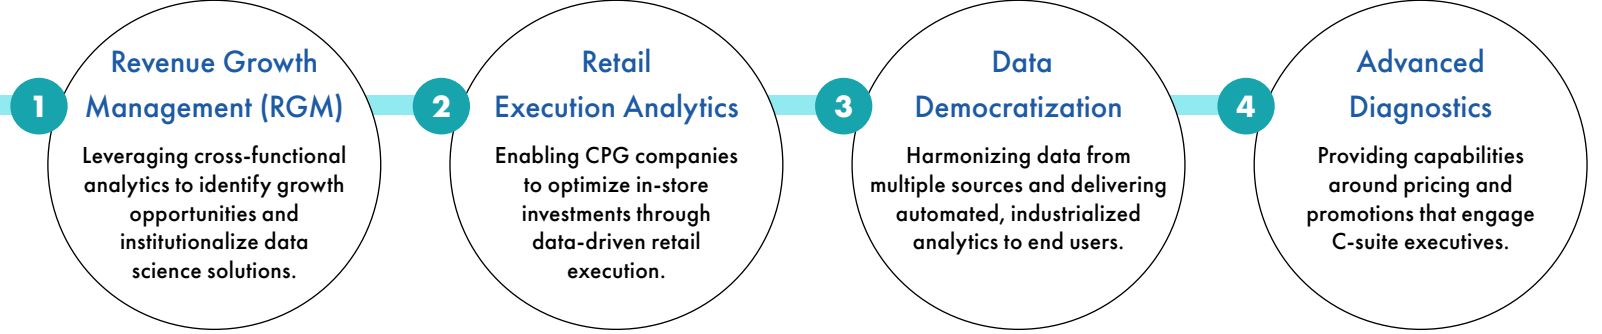 1
Revenue Growth
Management (RGM)
Leveraging cross-functional
analytics to identify growth
opportunities and
institutionalize data
science solutions.
2
Retail
Execution Analytics
Enabling CPG companies
to optimize in-store
investments through
data-driven retail
execution.
3
Data
Democratization
Harmonizing data from
multiple sources and delivering
automated, industrialized
analytics to end users.
4
Advanced
Diagnostics
Providing capabilities
around pricing and
promotions that engage
C-suite executives.